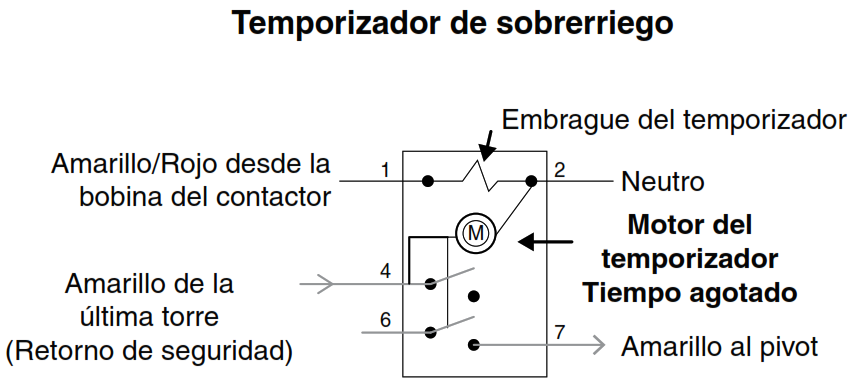 Temporizador de sobrerriego
Embrague del temporizador
Amarillo/Rojo desde la
bobina del contactor
1
2
Neutro
M
Motor del
temporizador
Tiempo agotado
Amarillo de la
última torre
(Retorno de seguridad)
4
6
7
Amarillo al pivot